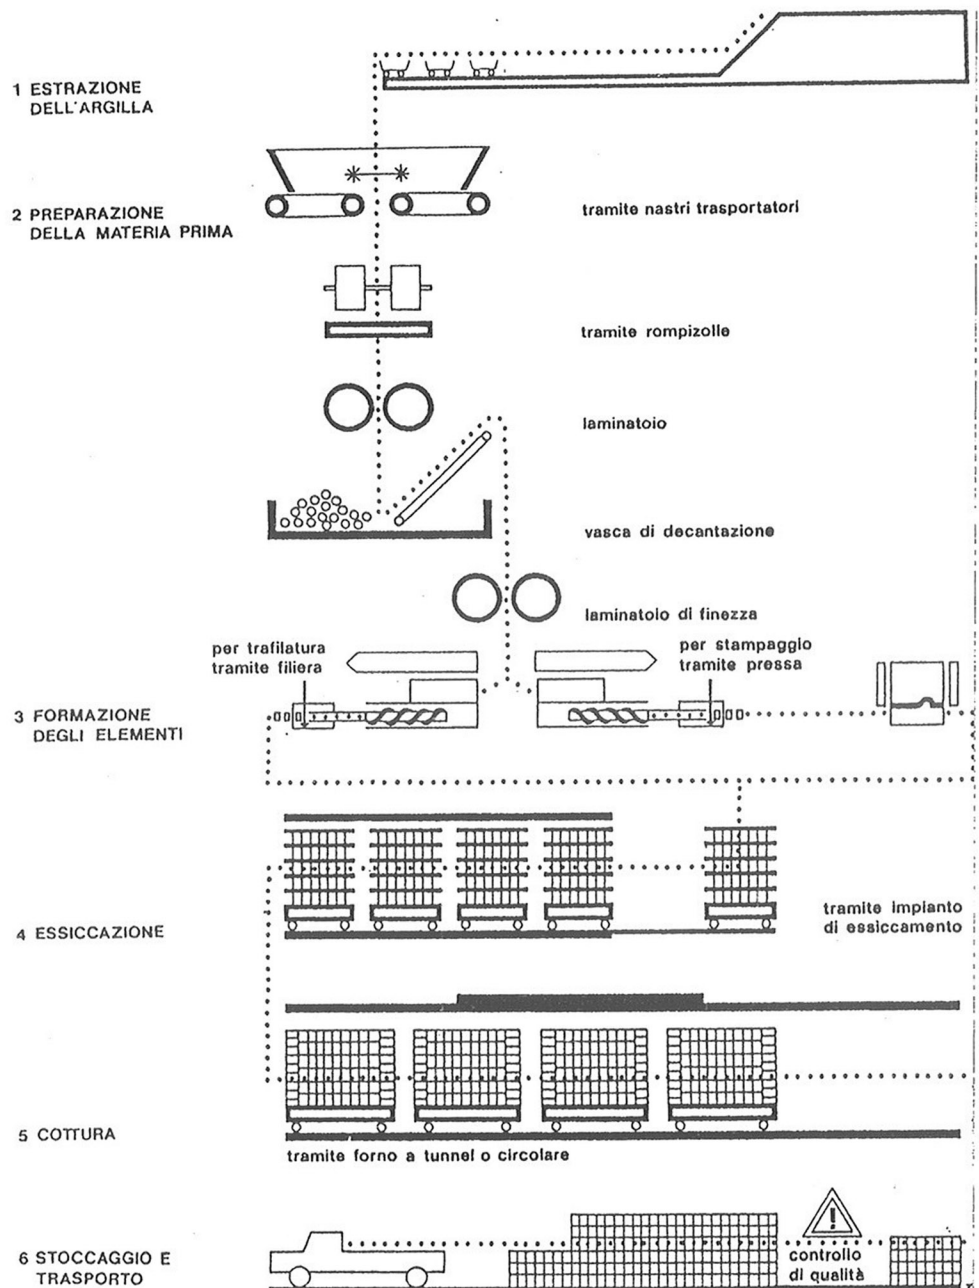 1 ESTRAZIONE
DELL'ARGILLA
2 PREPARAZIONE
DELLA MATERIA PRIMA
tramite nastri trasportatori
tramite rompizolle
laminatoio
vasca di decantazione
laminatoio di finezza
per trafilatura
tramite filiera
per stampaggio
tramite pressa
3 FORMAZIONE
DEGLI ELEMENTI
4 ESSICCAZIONE
tramite impianto
di essiccamento
5 COTTURA
tramite forno a tunnel o circolare
6 STOCCAGGIO E
TRASPORTO
!
controllo
di qualità